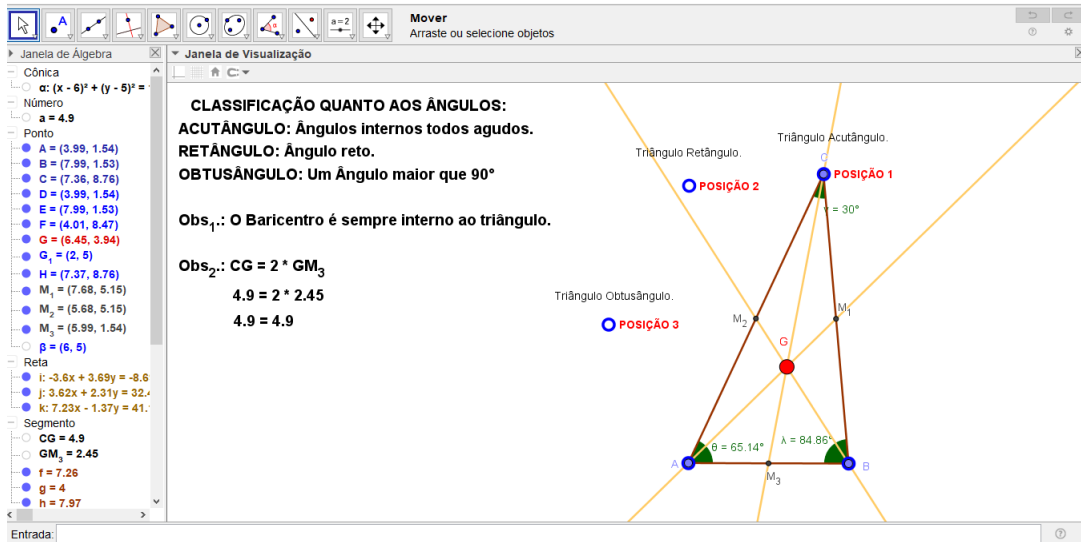 Mover
Arraste ou selecione objetos
A
α
a=2
Janela de Álgebra
Cônica
α: (x - 6)² + (y - 5)² =
Número
a = 4.9
Ponto
A = (3.99, 1.54)
B = (7.99, 1.53)
C = (7.36, 8.76)
D = (3.99, 1.54)
E = (7.99, 1.53)
F = (4.01, 8.47)
G = (6.45, 3.94)
G₁ = (2, 5)
H = (7.37, 8.76)
M₁ = (7.68, 5.15)
M₂ = (5.68, 5.15)
M₃ = (5.99, 1.54)
β = (6, 5)
Reta
i: -3.6x + 3.69y = -8.6
j: 3.62x + 2.31y = 32.4
k: 7.23x - 1.37y = 41.
Segmento
CG = 4.9
GM₃ = 2.45
f = 7.26
g = 4
h = 7.97
Janela de Visualização
CLASSIFICAÇÃO QUANTO AOS ÂNGULOS:
ACUTÂNGULO: Ângulos internos todos agudos.
RETÂNGULO: Ângulo reto.
OBTUSÂNGULO: Um Ângulo maior que 90°
Obs₁.: O Baricentro é sempre interno ao triângulo.
Obs₂.: CG = 2 * GM₃
4.9 = 2 * 2.45
4.9 = 4.9
Triângulo Acutângulo.
C
POSIÇÃO 1
Triângulo Retângulo.
POSIÇÃO 2
= 30°
Triângulo Obtusângulo.
POSIÇÃO 3
M₂
M₁
G
θ = 65.14°
λ = 84.86°
A
B
M₃
Entrada: